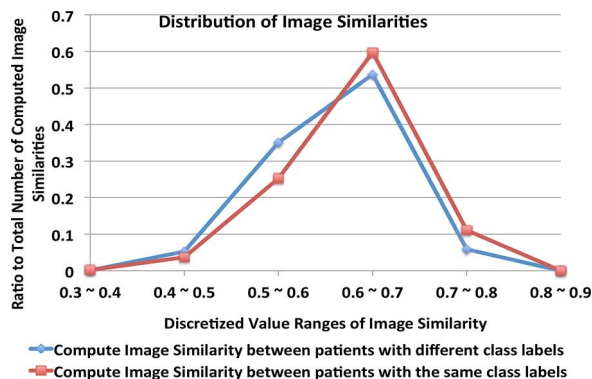 Distribution of Image Similarities
Ratio to Total Number of Computed Image
Similarities
0.7
0.6
0.5
0.4
0.3
0.2
0.1
0
0.3 ~ 0.4 0.4 ~ 0.5 0.5 ~ 0.6 0.6 ~ 0.7 0.7 ~ 0.8 0.8 ~ 0.9
Discretized Value Ranges of Image Similarity
Compute Image Similarity between patients with different class labels
Compute Image Similarity between patients with the same class labels